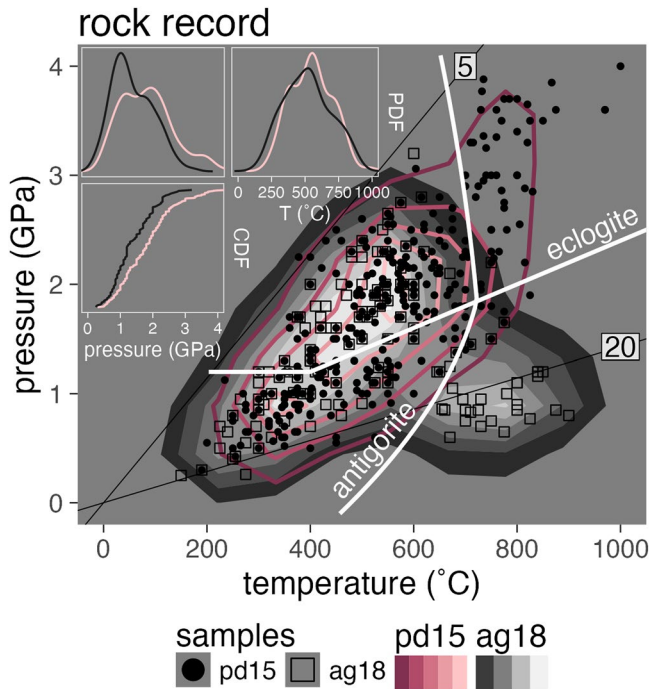 rock record
4
3
2
1
0
pressure (GPa)
0 200 400 600 800 1000
temperature (˚C)
PDF
0 250 500 750 1000
T (˚C)
CDF
0 1 2 3 4
pressure (GPa)
5
20
eclogite
antigorite
samples pd15 ag18
pd15 ag18